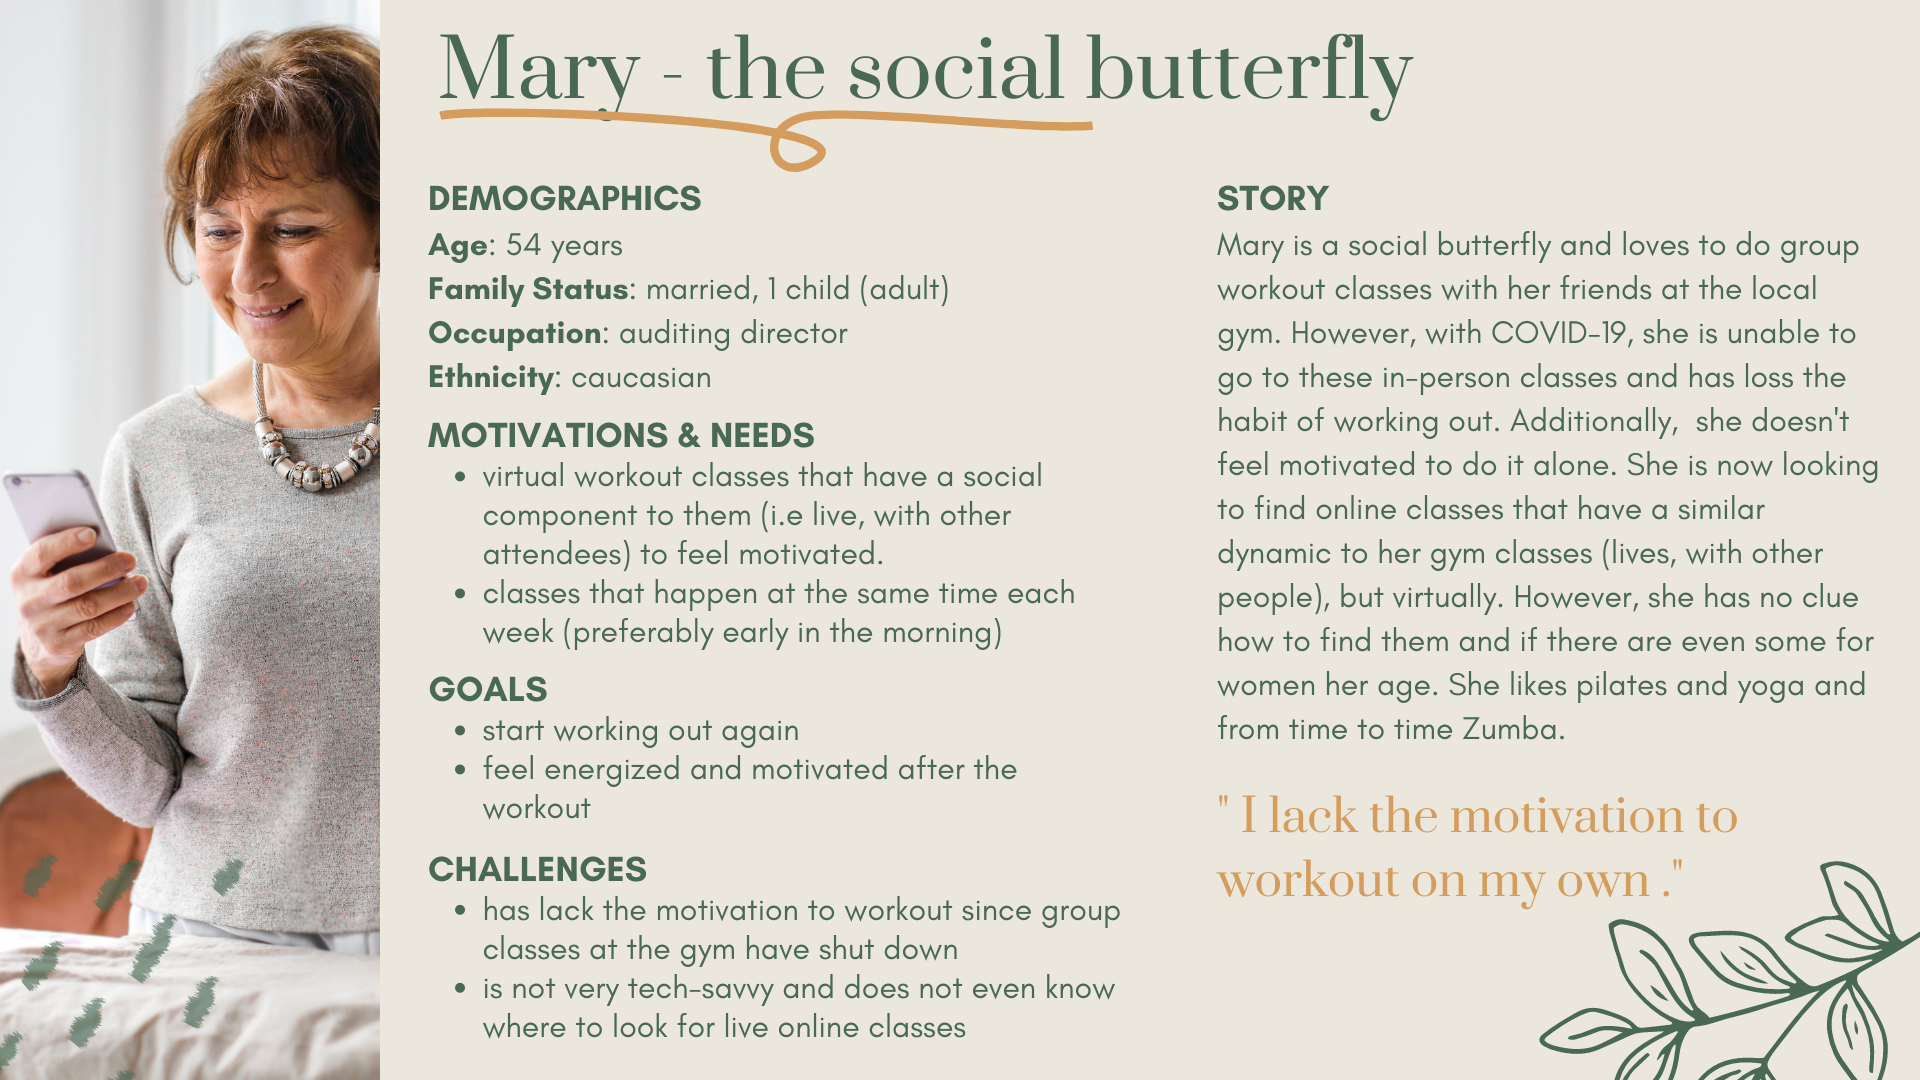 Mary - the social butterfly
DEMOGRAPHICS
Age: 54 years
Family Status: married, 1 child (adult)
Occupation: auditing director
Ethnicity: caucasian
MOTIVATIONS & NEEDS
• virtual workout classes that have a social
component to them (i.e live, with other
attendees) to feel motivated.
• classes that happen at the same time each
week (preferably early in the morning)
GOALS
• start working out again
• feel energized and motivated after the
workout
CHALLENGES
• has lack the motivation to workout since group
classes at the gym have shut down
• is not very tech-savvy and does not even know
where to look for live online classes
STORY
Mary is a social butterfly and loves to do group
workout classes with her friends at the local
gym. However, with COVID-19, she is unable to
go to these in-person classes and has loss the
habit of working out. Additionally,  she doesn't
feel motivated to do it alone. She is now looking
to find online classes that have a similar
dynamic to her gym classes (lives, with other
people), but virtually. However, she has no clue
how to find them and if there are even some for
women her age. She likes pilates and yoga and
from time to time Zumba.
" I lack the motivation to
workout on my own ."